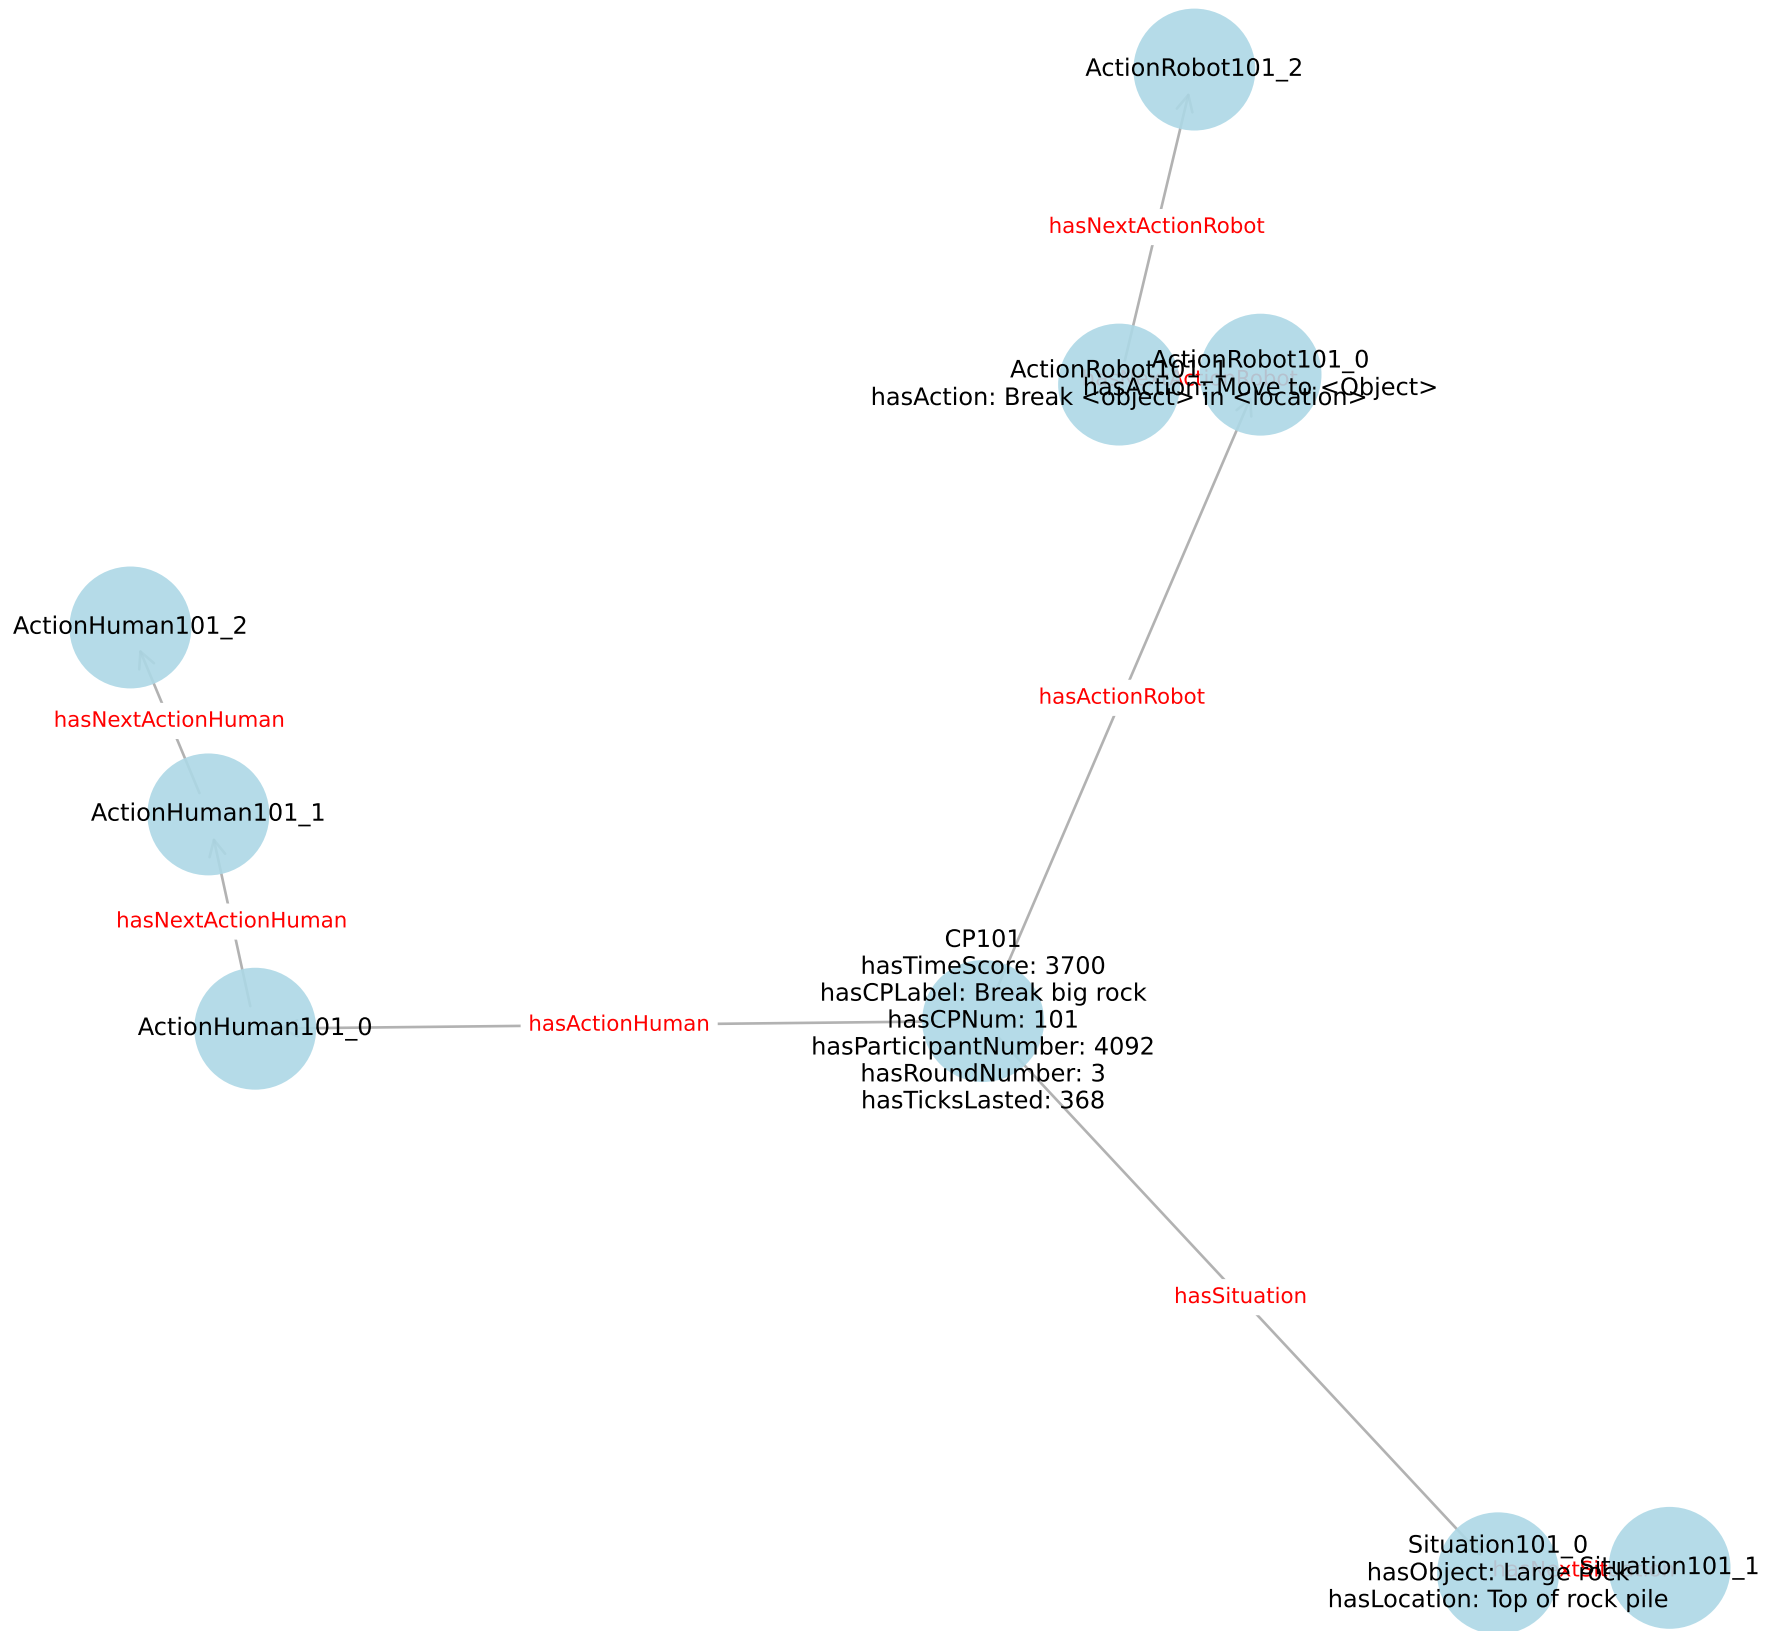 ActionRobot101_2
hasNextActionRobot
ActionRobot101_0
ActionRobot101_1
hasAction: Move to <Object>
hasAction: Break <object> in <location>
ActionHuman101_2
hasActionRobot
hasNextActionHuman
ActionHuman101_1
hasNextActionHuman
CP101
hasTimeScore: 3700
hasCPLabel: Break big rock
hasCPNum: 101
hasParticipantNumber: 4092
hasRoundNumber: 3
hasTicksLasted: 368
ActionHuman101_0
hasActionHuman
hasSituation
Situation101_0
hasObject: Large rock
hasLocation: Top of rock pile
Situation101_1